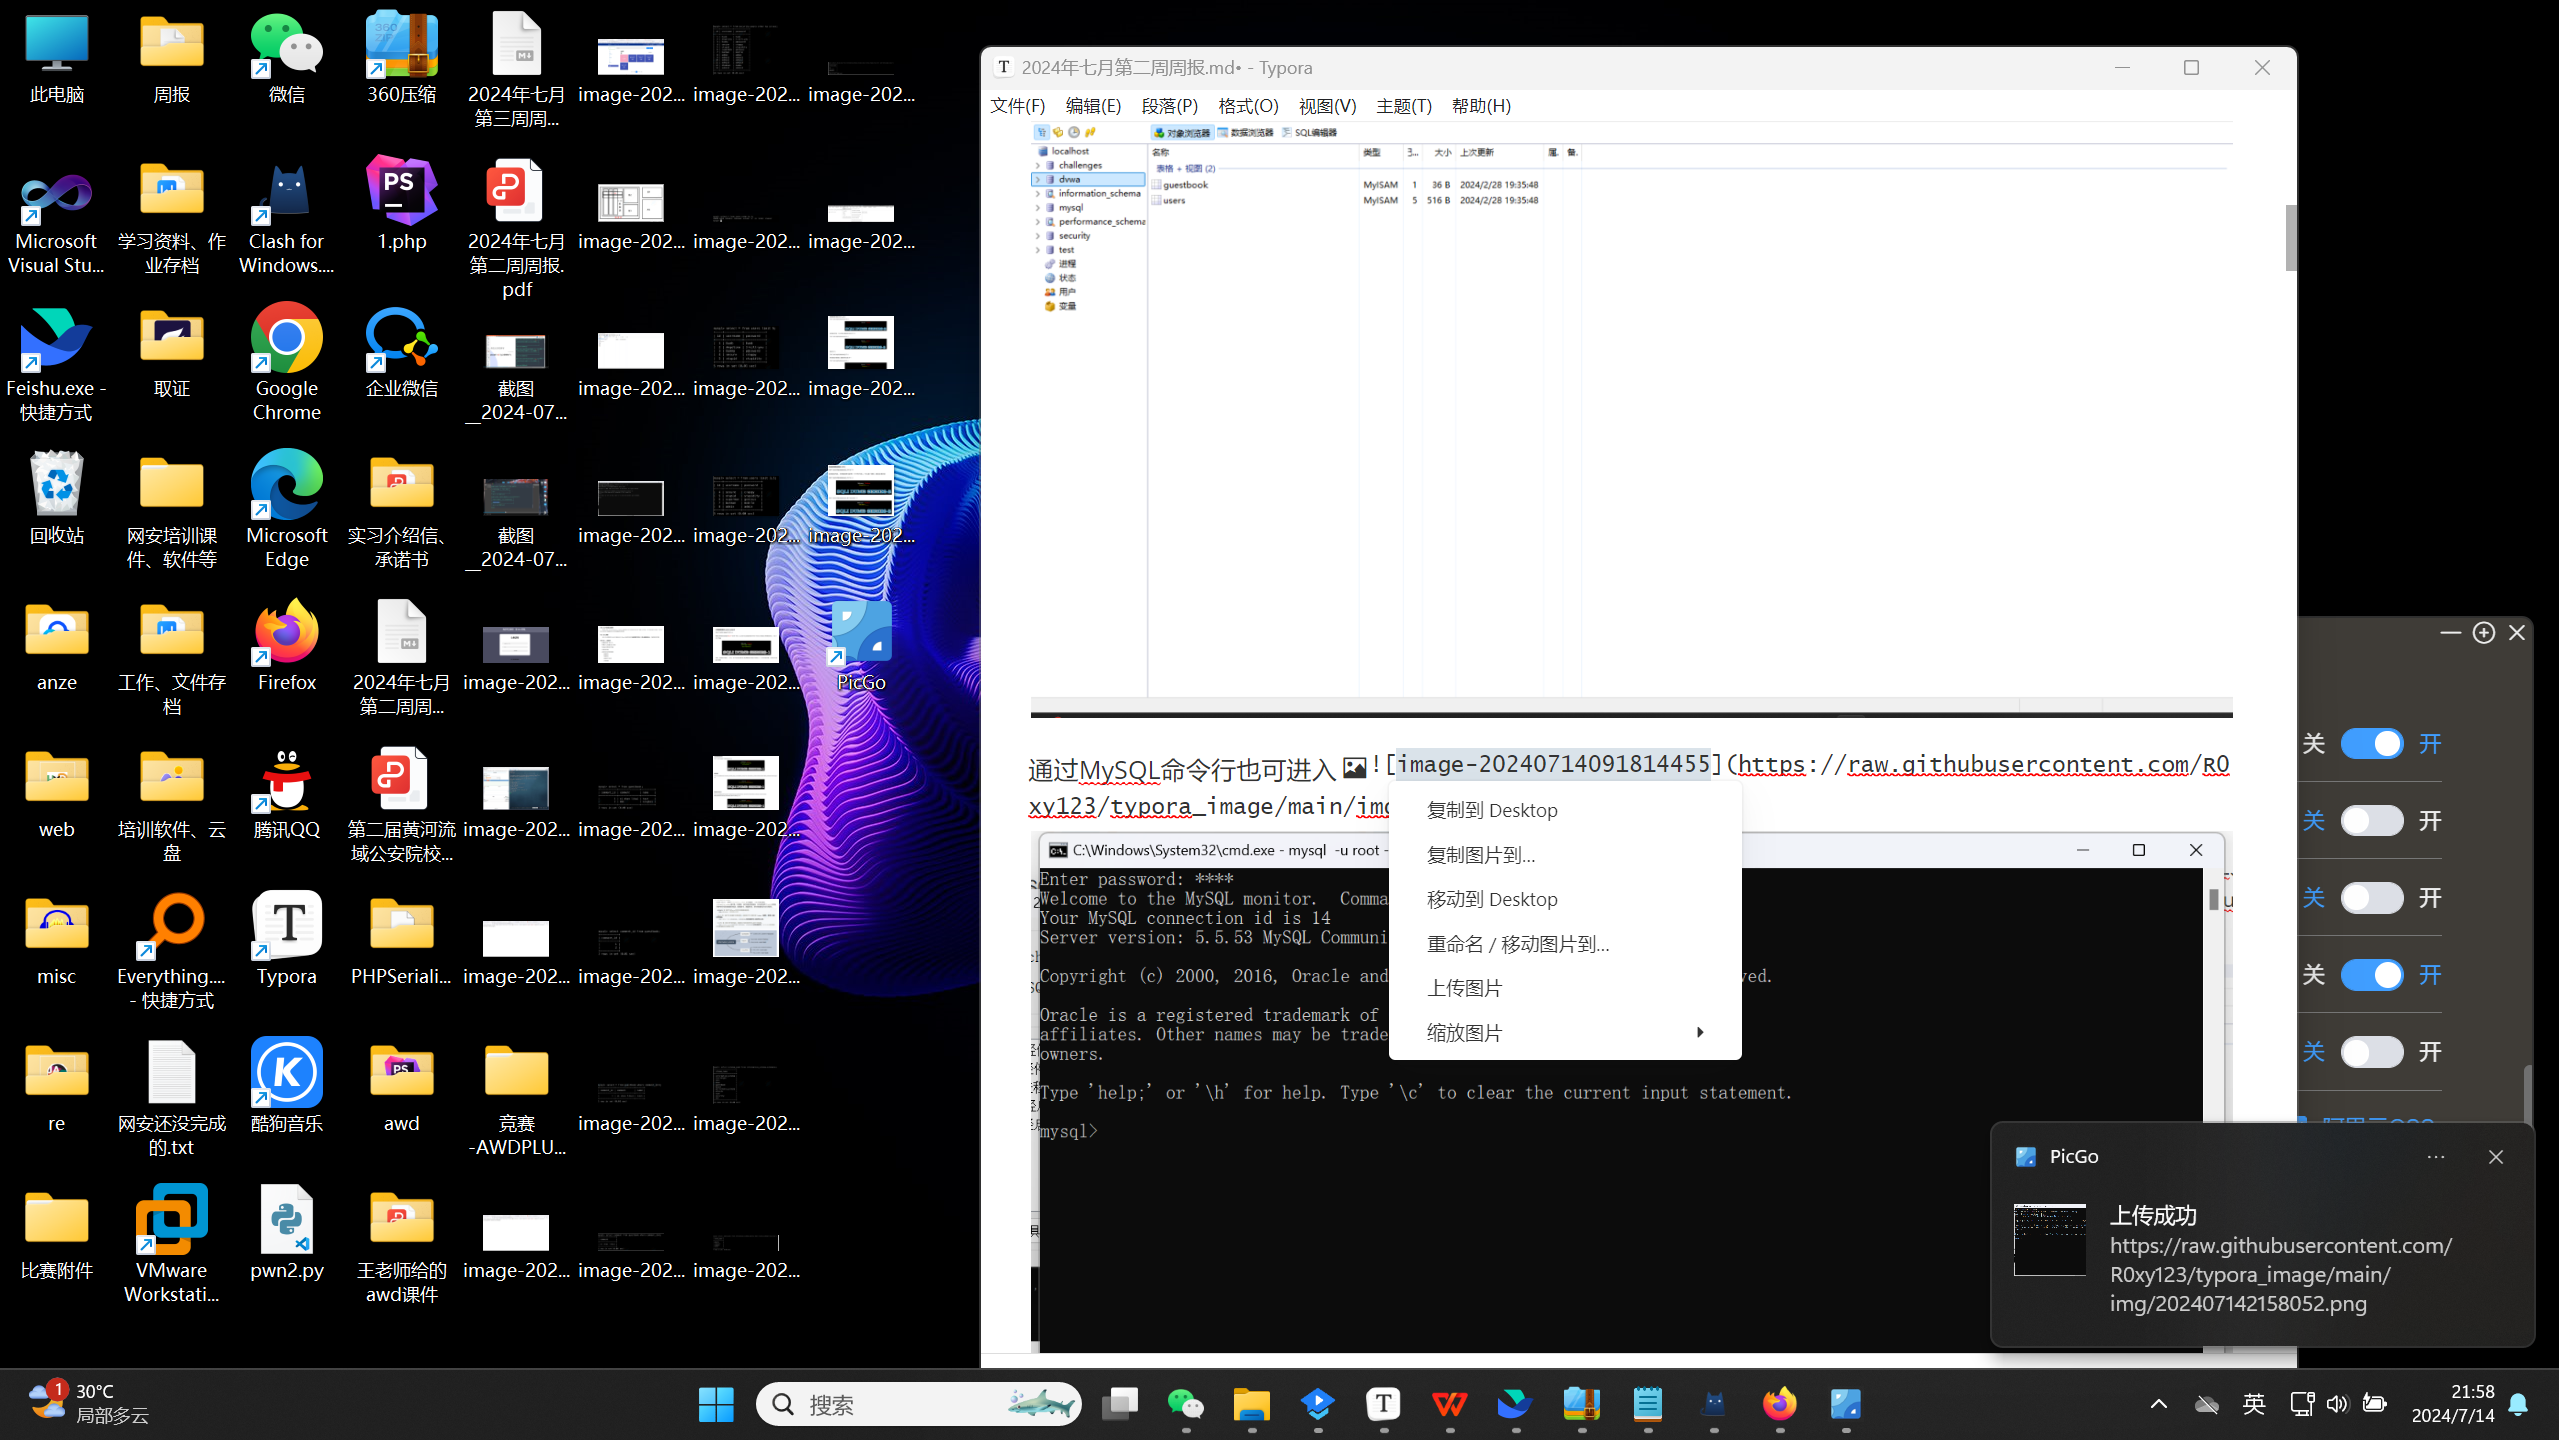 此电脑
周报
微信
360压缩
2024年七月
第三周周...
image-202...
image-202...
image-202...
Microsoft
Visual Stu...
学习资料、作
业存档
Clash for
Windows....
1.php
2024年七月
第二周周报.
pdf
image-202...
image-202...
image-202...
Feishu.exe -
快捷方式
取证
Google
Chrome
企业微信
截图
__2024-07...
image-202...
image-202...
image-202...
回收站
网安培训课
件、软件等
Microsoft
Edge
实习介绍信、
承诺书
截图
__2024-07...
image-202...
image-202...
image-202...
anze
工作、文件存
档
Firefox
2024年七月
第二周周...
image-202...
image-202...
image-202...
PicGo
web
培训软件、云
盘
腾讯QQ
第二届黄河流
域公安院校...
image-202...
image-202...
image-202...
misc
Everything....
- 快捷方式
Typora
PHPSeriali...
image-202...
image-202...
image-202...
re
网安还没完成
的.txt
酷狗音乐
awd
竞赛
-AWDPLU...
image-202...
image-202...
比赛附件
VMware
Workstati...
pwn2.py
王老师给的
awd课件
image-202...
image-202...
image-202...
2024年七月第二周周报.md• - Typora
文件(F) 编辑(E) 段落(P) 格式(O) 视图(V) 主题(T) 帮助(H)
对象浏览器 数据浏览器 SQL编辑器
localhost
challenges
dvwa
information_schema
mysql
performance_schema
security
test
进程
状态
用户
变量
名称 类型 大小 上次更新
表格 + 视图 (2)
guestbook MyISAM 1 36 B 2024/2/28 19:35:48
users MyISAM 5 516 B 2024/2/28 19:35:48
通过MySQL命令行也可进入 ![image-20240714091814455](https://raw.githubusercontent.com/R0
xy123/typora_image/main/img
复制到 Desktop
复制图片到...
移动到 Desktop
重命名 / 移动图片到...
上传图片
缩放图片
C:\Windows\System32\cmd.exe - mysql -u root -
Enter password: ****
Welcome to the MySQL monitor. Comma
Your MySQL connection id is 14
Server version: 5.5.53 MySQL Communi
Copyright (c) 2000, 2016, Oracle and ved.
Oracle is a registered trademark of
affiliates. Other names may be trade
owners.
Type 'help;' or '\h' for help. Type '\c' to clear the current input statement.
mysql>
关 开
关 开
关 开
关 开
关 开
PicGo
上传成功
https://raw.githubusercontent.com/
R0xy123/typora_image/main/
img/202407142158052.png
1
30°C
局部多云
搜索
英
21:58
2024/7/14